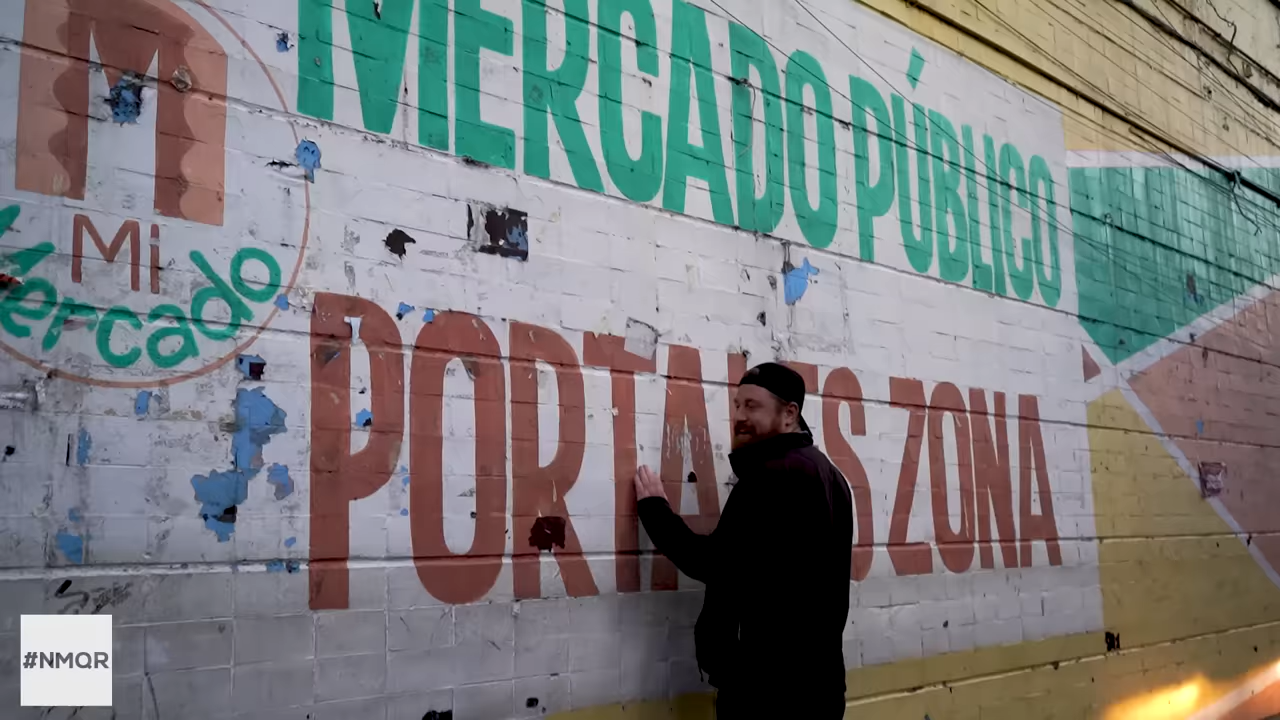 MERCADO PÚBLICO
M
Mi
Mercado
PORTALES ZONA
#NMQR